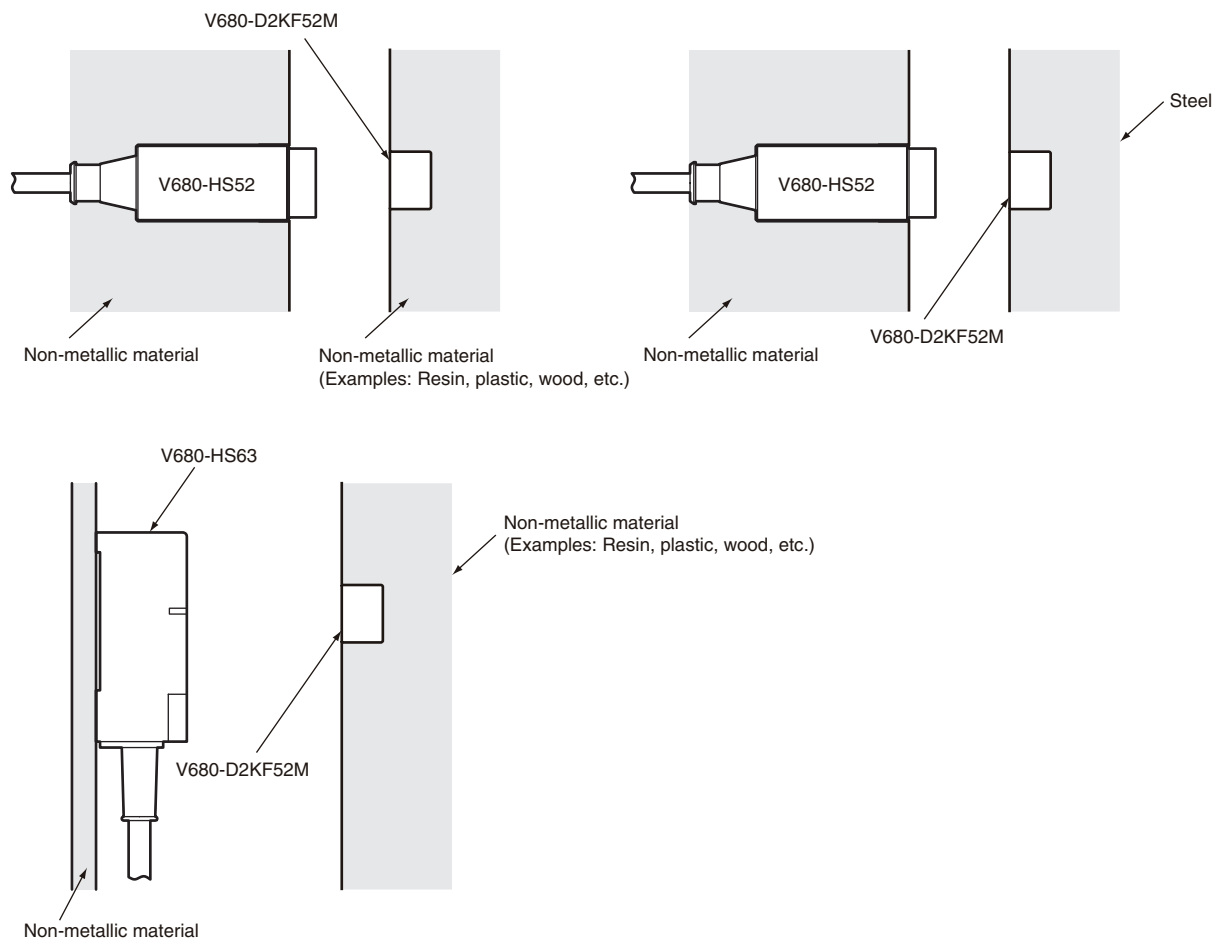 V680-D2KF52M
V680-HS52
Non-metallic material
Non-metallic material
(Examples: Resin, plastic, wood, etc.)
Steel
V680-HS52
V680-D2KF52M
Non-metallic material
V680-HS63
Non-metallic material
(Examples: Resin, plastic, wood, etc.)
V680-D2KF52M
Non-metallic material